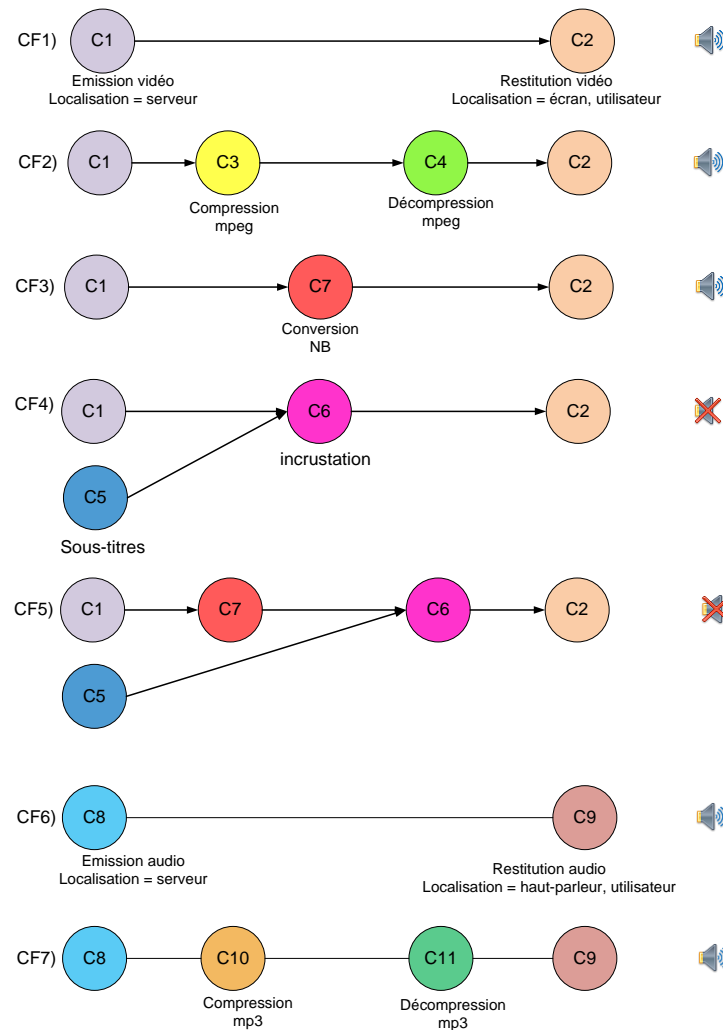 CF1)
C1
C2
Emission vidéo
Localisation = serveur
Restitution vidéo
Localisation = écran, utilisateur
CF2)
C1
C3
C4
C2
Compression
mpeg
Décompression
mpeg
CF3)
C1
C7
C2
Conversion
NB
CF4)
C1
C6
C2
incrustation
C5
Sous-titres
CF5)
C1
C7
C6
C2
C5
CF6)
C8
C9
Emission audio
Localisation = serveur
Restitution audio
Localisation = haut-parleur, utilisateur
CF7)
C8
C10
C11
C9
Compression
mp3
Décompression
mp3